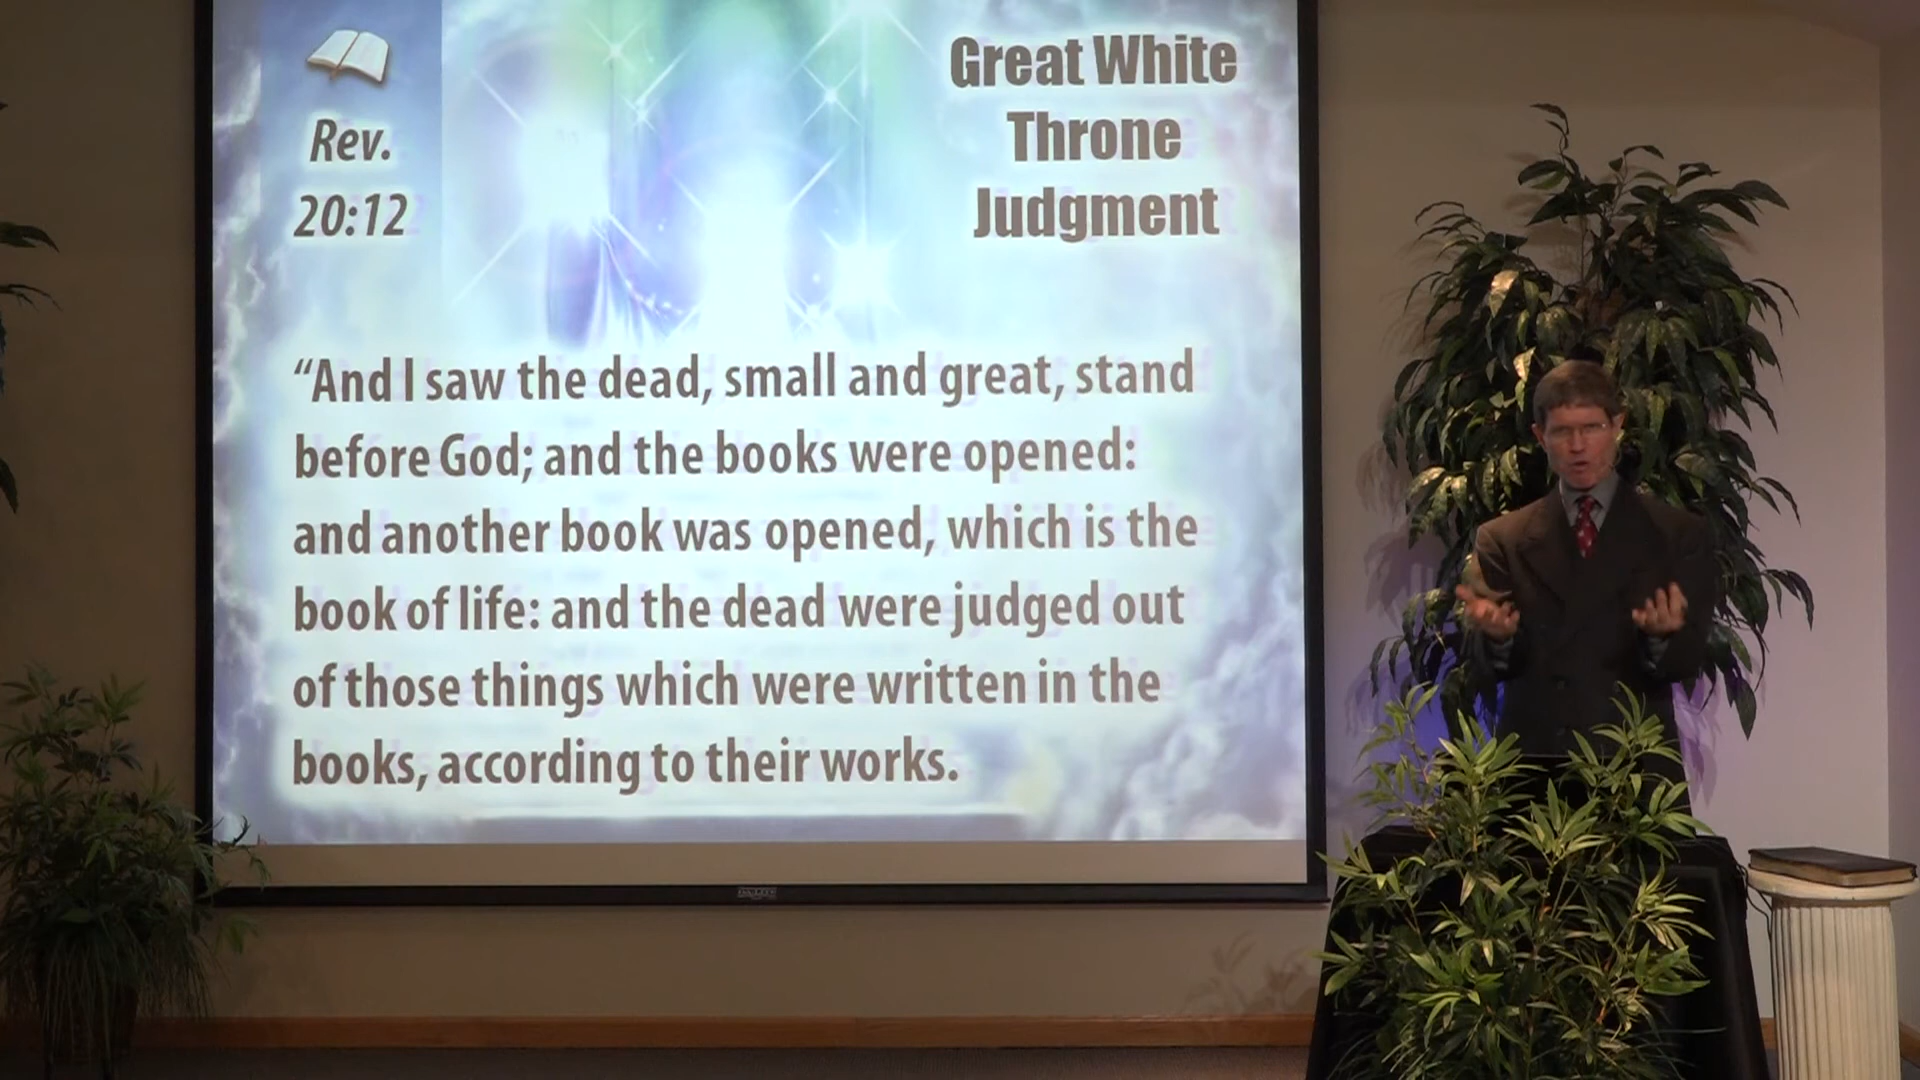 Rev.
20:12
Great White
Throne
Judgment
“And I saw the dead, small and great, stand
before God; and the books were opened:
and another book was opened, which is the
book of life: and the dead were judged out
of those things which were written in the
books, according to their works.